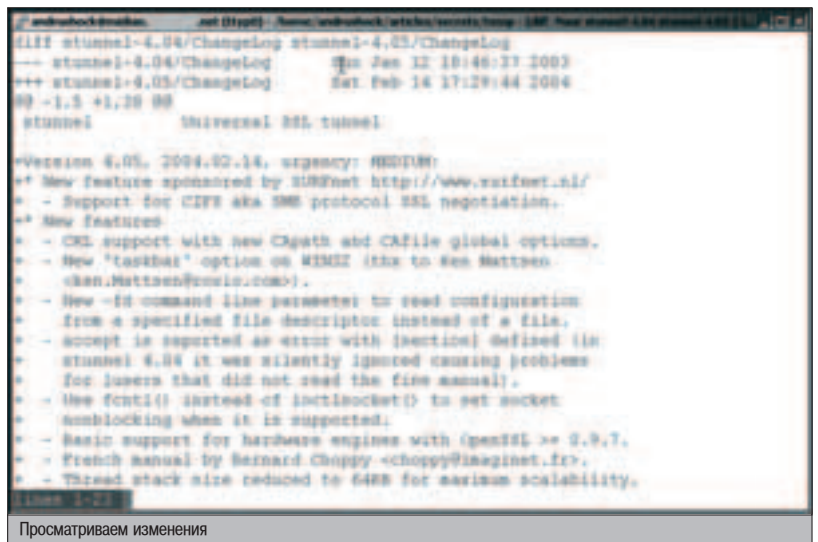 diff stunnel-4.04/ChangeLog stunnel-4.05/ChangeLog
--- stunnel-4.04/ChangeLog Sun Jan 12 18:46:37 2003
+++ stunnel-4.05/ChangeLog Sat Feb 14 17:29:44 2004
@@ -1,5 +1,28 @@
stunnel Universal SSL tunnel
+Version 4.05, 2004.02.14, urgency: MEDIUM:
+* New feature sponsored by SURFnet http://www.surfnet.nl/
+ - Support for CIFS aka SMB protocol SSL negotiation.
+* New features
+ - CRL support with new CApath and CAfile global options.
+ - New "taskbar" option on WIN32 (thx to Ken Mattsen
+ <ken.Mattsen@roxio.com>).
+ - New -fd command line parameter to read configuration
+ from a specified file descriptor instead of a file.
+ - accept is reported as error with [section] defined (in
+ stunnel 4.04 it was silently ignored causing problems
+ for lusers that did not read the fine manual).
+ - Use fcntl() instead of ioctlsocket() to set socket
+ nonblocking when it is supported.
+ - Basic support for hardware engines with OpenSSL >= 0.9.7.
+ - French manual by Bernard Choppy <choppy@imaginet.fr>.
+ - Thread stack size reduced to 64KB for maximum scalability.
lines 1-23
Просматриваем изменения